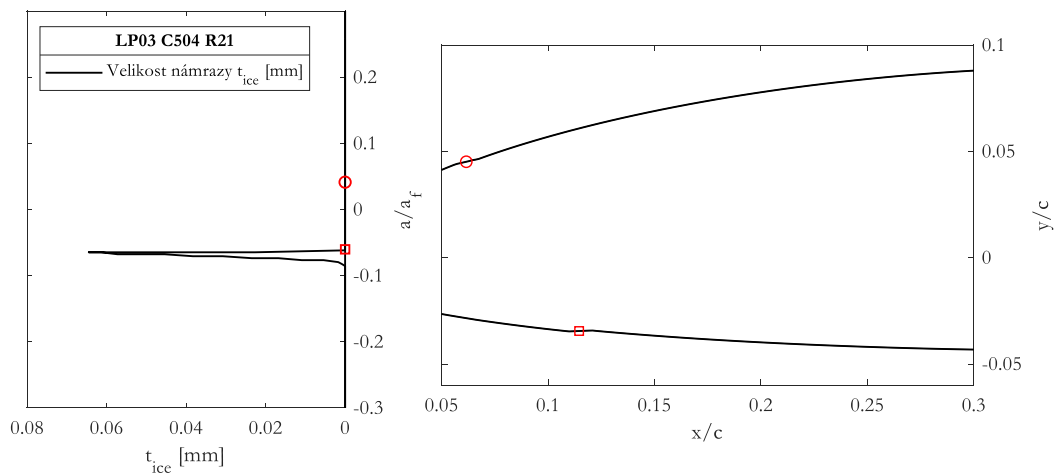 LP03 C504 R21
Velikost námrazy t_ice [mm]
0.2
0.1
0
-0.1
-0.2
-0.3
a/a_f
0.08 0.06 0.04 0.02 0
t_ice [mm]
0.1
0.05
0
-0.05
y/c
0.05 0.1 0.15 0.2 0.25 0.3
x/c